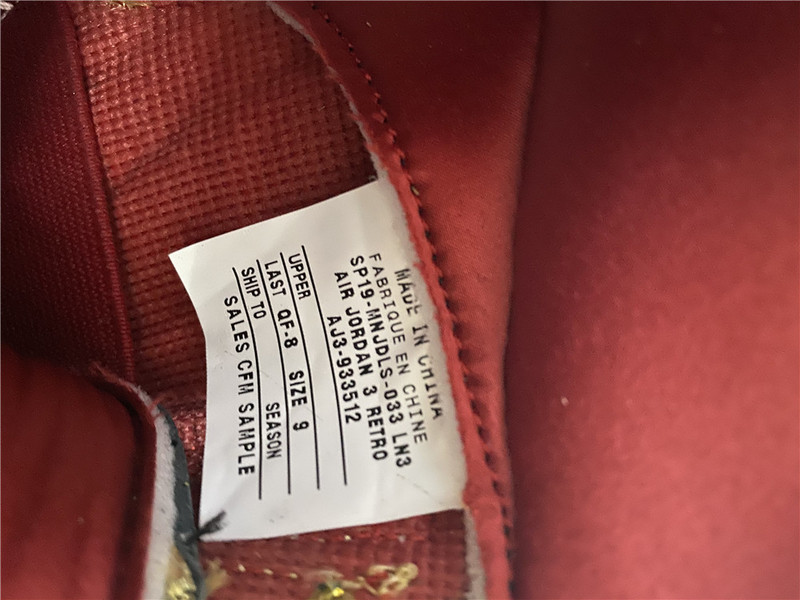 MADE IN CHINA
FABRIQUE EN CHINE
SP19-MNJDLS-033 LN3
AIR JORDAN 3 RETRO
AJ3-933512
UPPER
LAST QF-8 SIZE 9
SHIP TO SEASON
SALES CFM SAMPLE